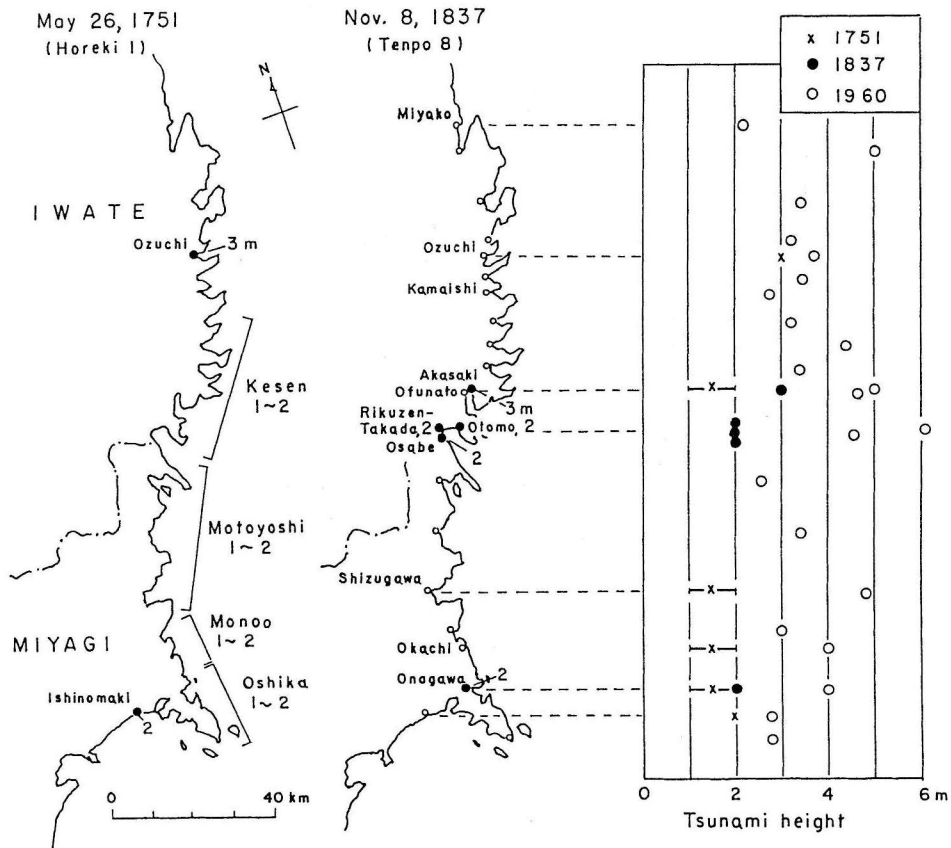 May 26, 1751
(Horeki 1)
N
IWATE
Ozuchi
3 m
Kesen
1~2
Motoyoshi
1~2
MIYAGI
Monoo
1~2
Oshika
1~2
Ishinomaki
2
0 40 km
Nov. 8, 1837
(Tenpo 8)
Miyako
Ozuchi
Kamaishi
Akasaki
Ofunato
3m
Rikuzen-
Takada, 2
Otomo, 2
Osabe
2
Shizugawa
Okachi
Onagawa
2
x 1751
● 1837
○ 1960
0 2 4 6 m
Tsunami height